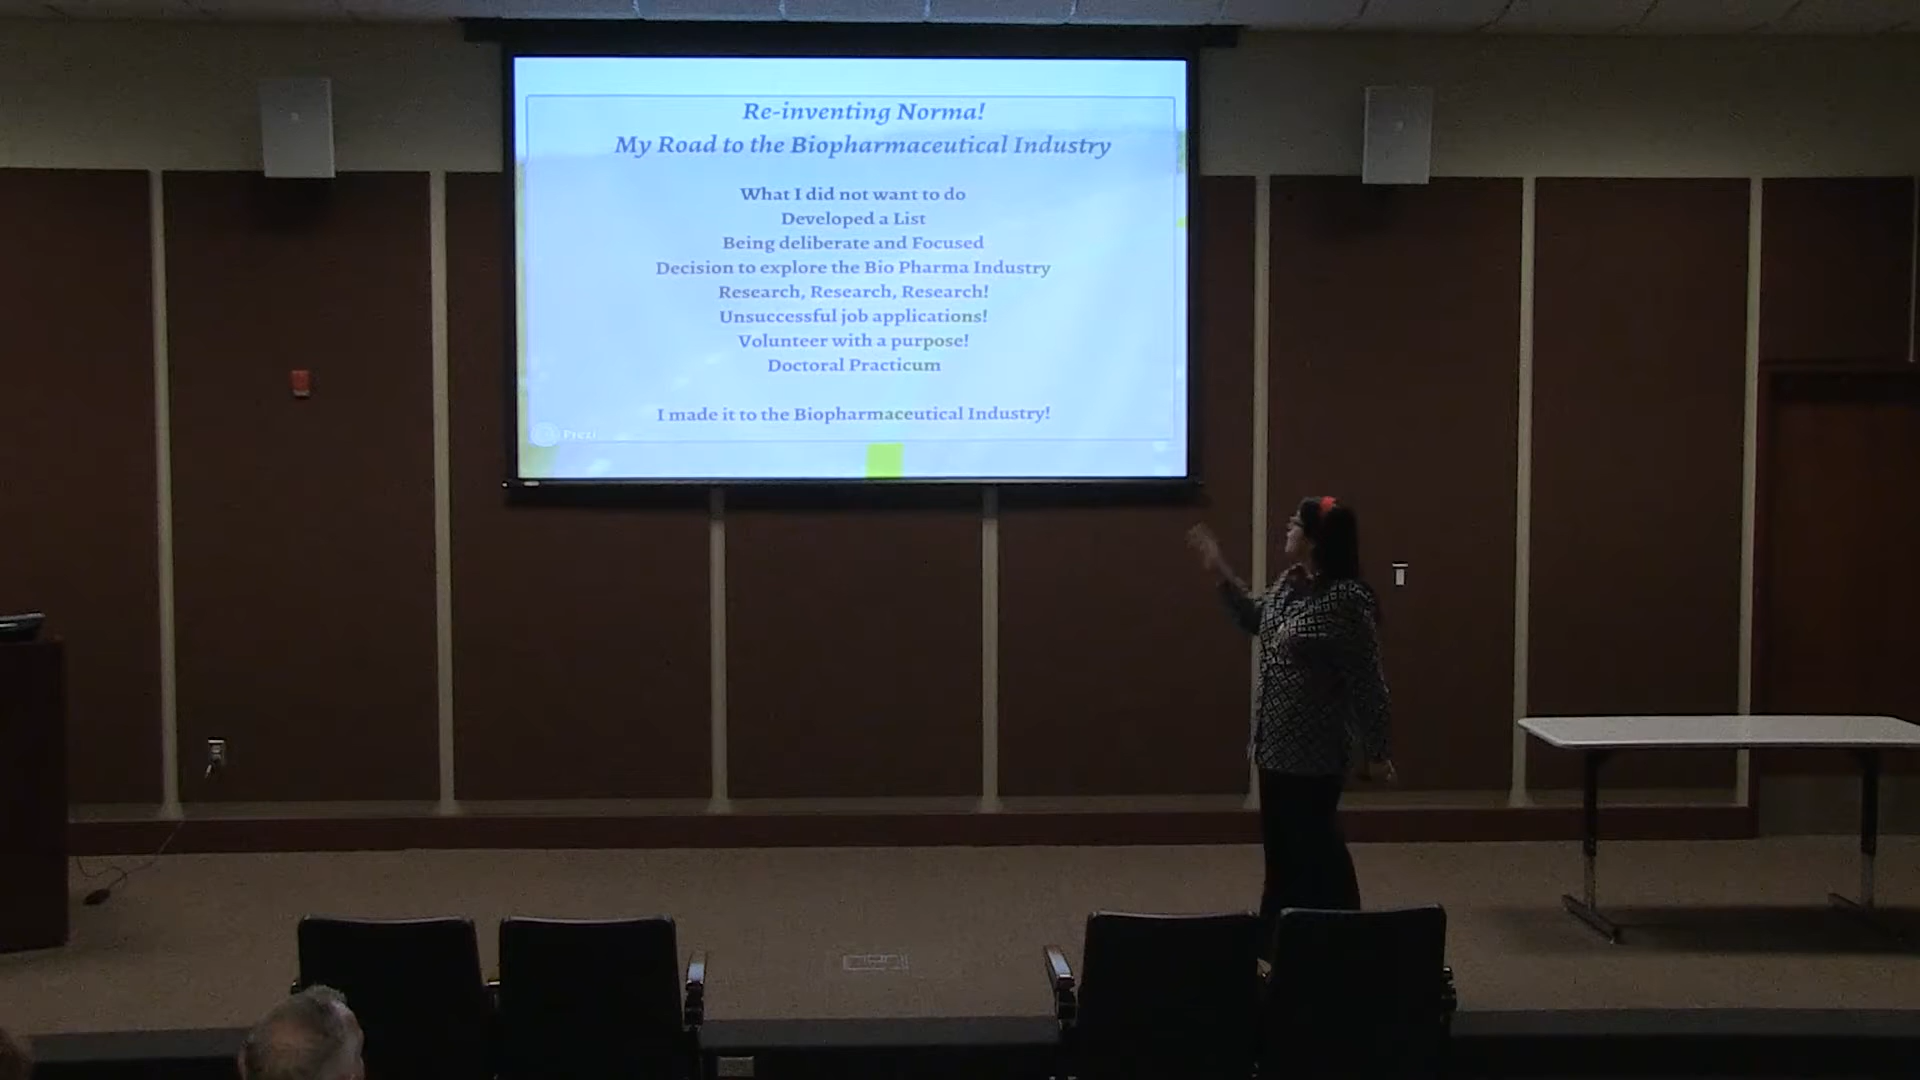 Re-inventing Norma!
My Road to the Biopharmaceutical Industry
What I did not want to do
Developed a List
Being deliberate and Focused
Decision to explore the Bio Pharma Industry
Research, Research, Research!
Unsuccessful job applications!
Volunteer with a purpose!
Doctoral Practicum
I made it to the Biopharmaceutical Industry!
Prezi